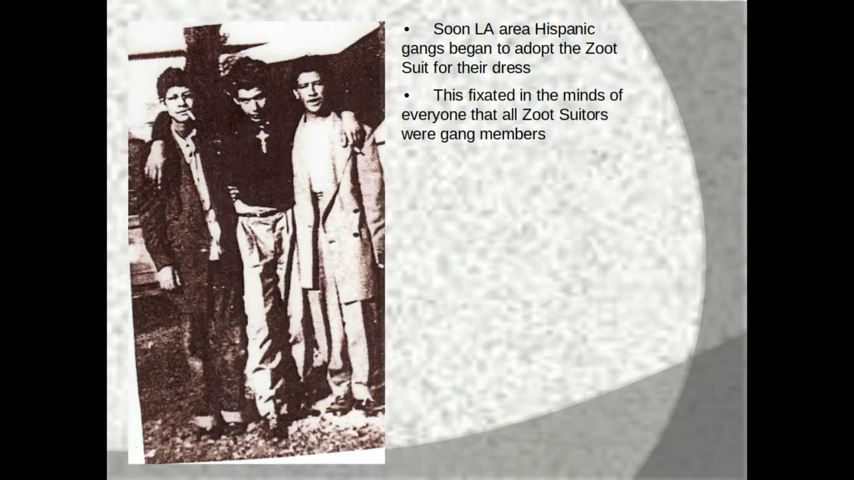 • Soon LA area Hispanic
gangs began to adopt the Zoot
Suit for their dress
• This fixated in the minds of
everyone that all Zoot Suitors
were gang members